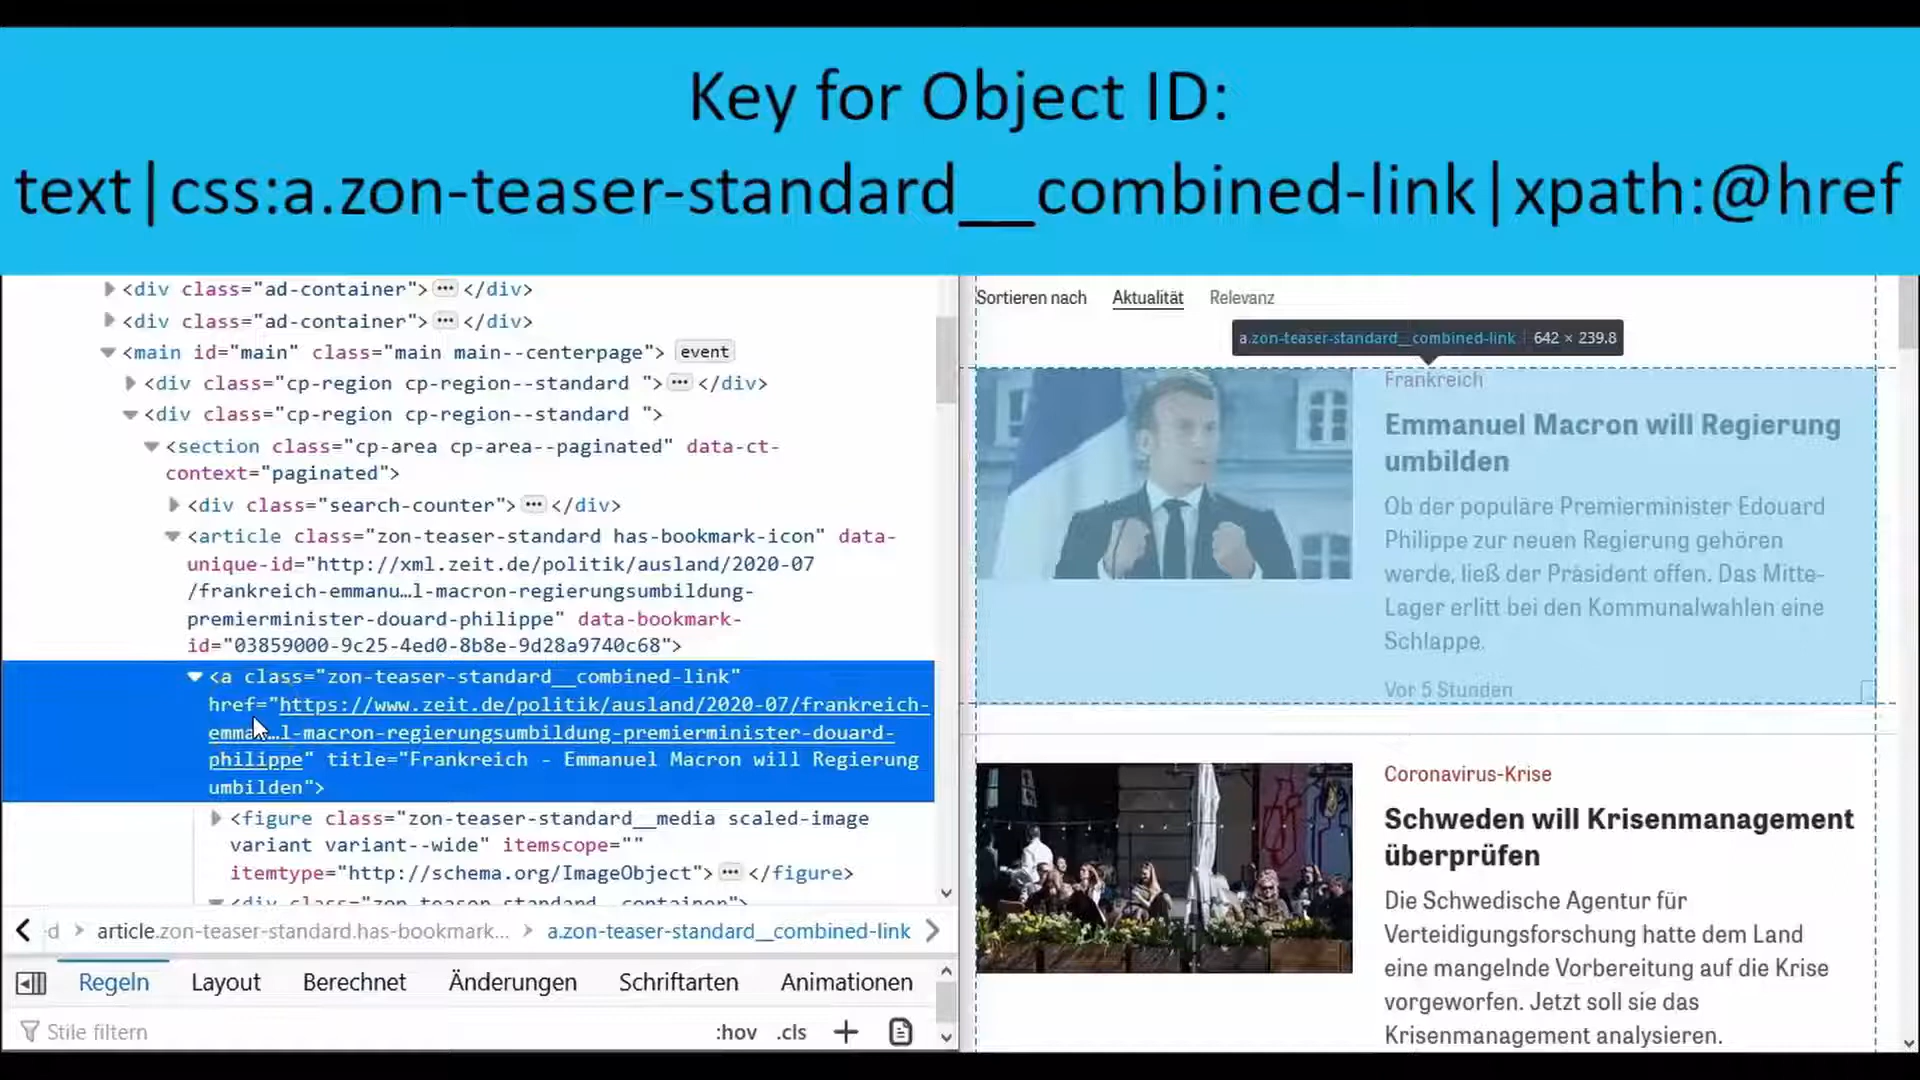 Key for Object ID:
text|css:a.zon-teaser-standard__combined-link|xpath:@href
<div class="ad-container"> ··· </div>
<div class="ad-container"> ··· </div>
<main id="main" class="main main--centerpage"> event
<div class="cp-region cp-region--standard "> ··· </div>
<div class="cp-region cp-region--standard ">
<section class="cp-area cp-area--paginated" data-ct-
context="paginated">
<div class="search-counter"> ··· </div>
<article class="zon-teaser-standard has-bookmark-icon" data-
unique-id="http://xml.zeit.de/politik/ausland/2020-07
/frankreich-emmanu…l-macron-regierungsumbildung-
premierminister-douard-philippe" data-bookmark-
id="03859000-9c25-4ed0-8b8e-9d28a9740c68">
<a class="zon-teaser-standard__combined-link"
href="https://www.zeit.de/politik/ausland/2020-07/frankreich-
emma…l-macron-regierungsumbildung-premierminister-douard-
philippe" title="Frankreich - Emmanuel Macron will Regierung
umbilden">
<figure class="zon-teaser-standard__media scaled-image
variant variant--wide" itemscope=""
itemtype="http://schema.org/ImageObject"> ··· </figure>
<div class="zon-teaser-standard__container">
d > article.zon-teaser-standard.has-bookmark... > a.zon-teaser-standard__combined-link
Regeln Layout Berechnet Änderungen Schriftarten Animationen
Stile filtern :hov .cls +
Sortieren nach Aktualität Relevanz
a.zon-teaser-standard__combined-link 642 × 239.8
Frankreich
Emmanuel Macron will Regierung
umbilden
Ob der populäre Premierminister Edouard
Philippe zur neuen Regierung gehören
werde, ließ der Präsident offen. Das Mitte-
Lager erlitt bei den Kommunalwahlen eine
Schlappe.
Vor 5 Stunden
Coronavirus-Krise
Schweden will Krisenmanagement
überprüfen
Die Schwedische Agentur für
Verteidigungsforschung hatte dem Land
eine mangelnde Vorbereitung auf die Krise
vorgeworfen. Jetzt soll sie das
Krisenmanagement analysieren.